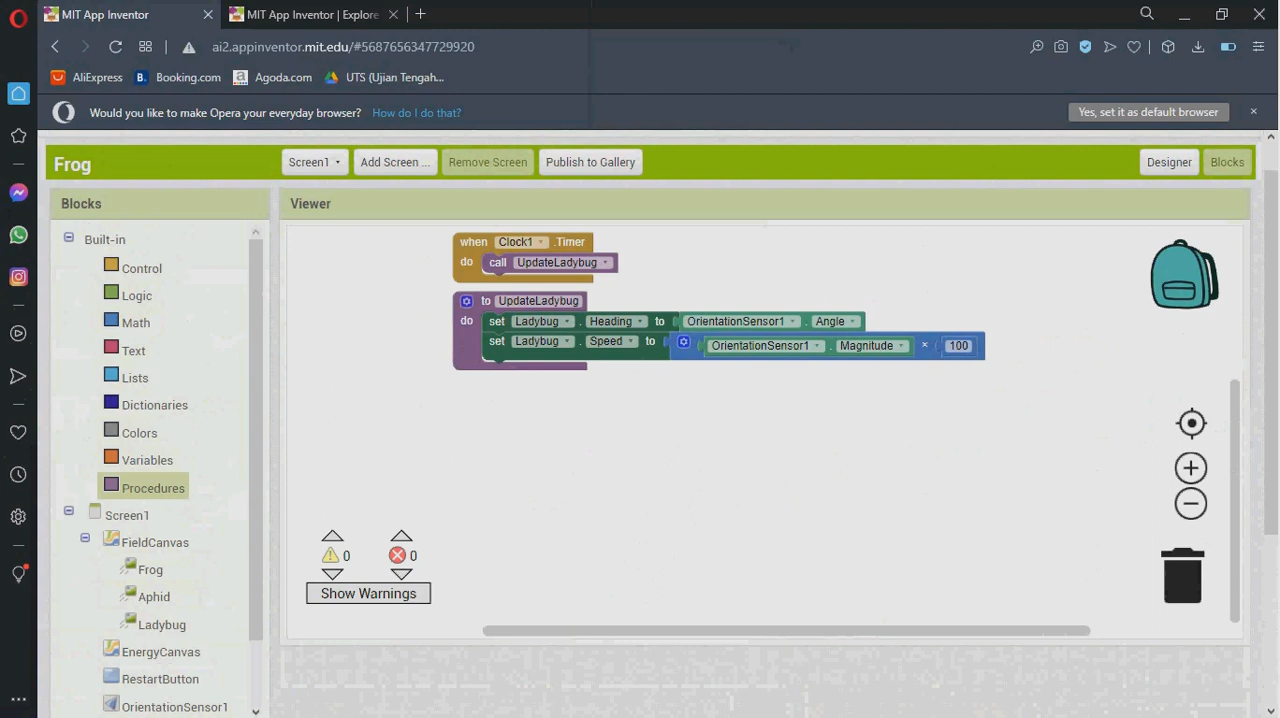 MIT App Inventor
MIT App Inventor | Explore
ai2.appinventor.mit.edu/#5687656347729920
AliExpress
B.
Booking.com
a
Agoda.com
UTS (Ujian Tengah...
Would you like to make Opera your everyday browser?
How do I do that?
Yes, set it as default browser
Frog
Screen1
Add Screen ...
Remove Screen
Publish to Gallery
Designer
Blocks
Blocks
Viewer
Built-in
Control
Logic
Math
Text
Lists
Dictionaries
Colors
Variables
Procedures
Screen1
FieldCanvas
Frog
Aphid
Ladybug
EnergyCanvas
RestartButton
OrientationSensor1
when Clock1 .Timer
do call UpdateLadybug
to UpdateLadybug
do set Ladybug . Heading to OrientationSensor1 . Angle
set Ladybug . Speed to OrientationSensor1 . Magnitude × 100
0
0
Show Warnings